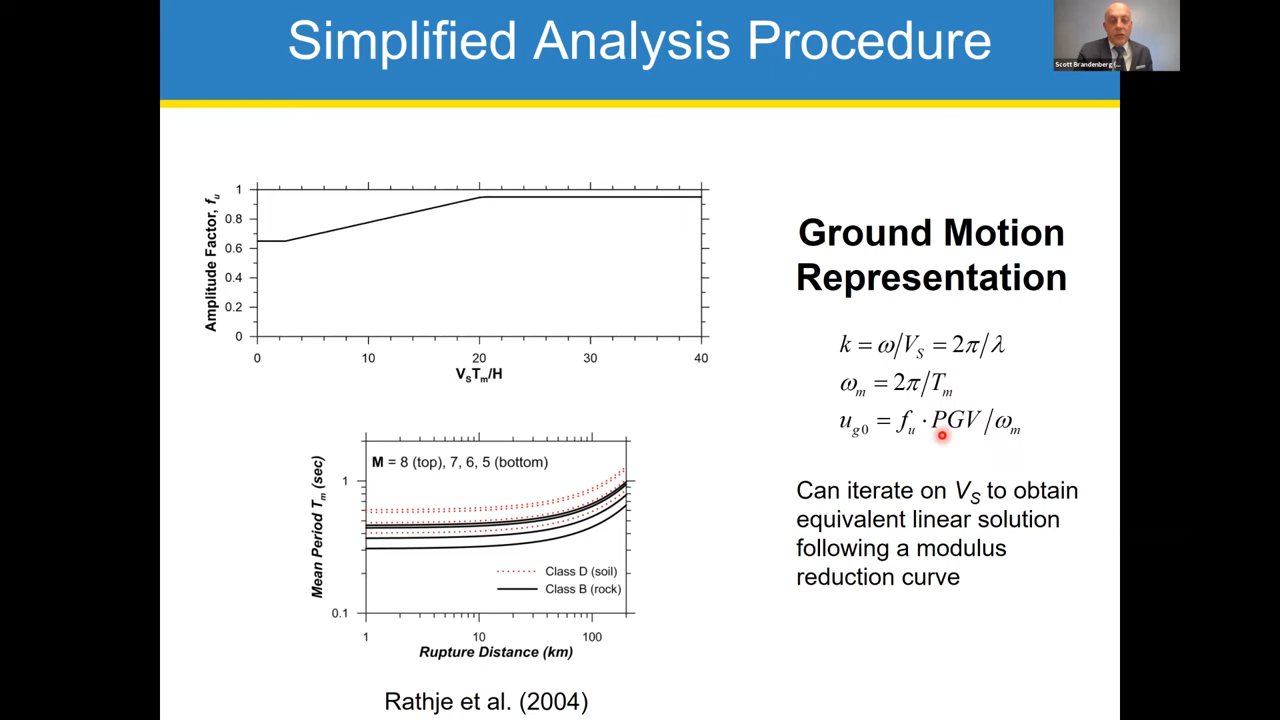 Simplified Analysis Procedure
Scott Brandenberg (...
Amplitude Factor, fu
1
0.8
0.6
0.4
0.2
0
0 10 20 30 40
VSTm/H
Ground Motion
Representation
k = ω/VS = 2π/λ
ωm = 2π/Tm
ug0 = fu · PGV/ωm
Can iterate on VS to obtain
equivalent linear solution
following a modulus
reduction curve
Mean Period Tm (sec)
M = 8 (top), 7, 6, 5 (bottom)
1
Class D (soil)
Class B (rock)
0.1
1 10 100
Rupture Distance (km)
Rathje et al. (2004)